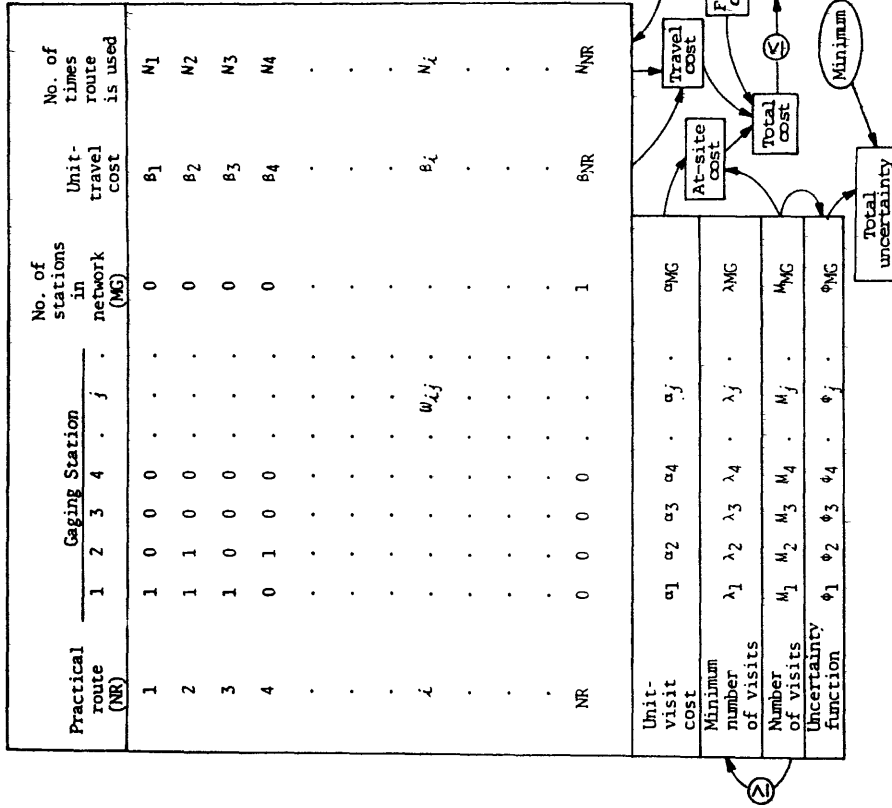 Practical route (NR) Gaging Station No. of stations in network (MG) Unit-travel cost No. of times route is used
1 2 3 4 . j .
1 1 0 0 0 . . . 0 β1 N1
2 1 1 0 0 . . . 0 β2 N2
3 1 0 0 0 . . . 0 β3 N3
4 0 1 0 0 . . . 0 β4 N4
. . . . . . . . . . .
. . . . . . . . . . .
. . . . . . . . . . .
i . . . . . ωij . . βi Ni
. . . . . . . . . . .
. . . . . . . . . . .
. . . . . . . . . . .
NR 0 0 0 0 . . . 1 βNR NNR
Unit-visit cost α1 α2 α3 α4 . αj . αMG
Minimum number of visits λ1 λ2 λ3 λ4 . λj . λMG
Number of visits M1 M2 M3 M4 . Mj . MMG
Uncertainty function φ1 φ2 φ3 φ4 . φj . φMG
≥
At-site cost
Travel cost
Total cost
≤
Total uncertainty
Minimum